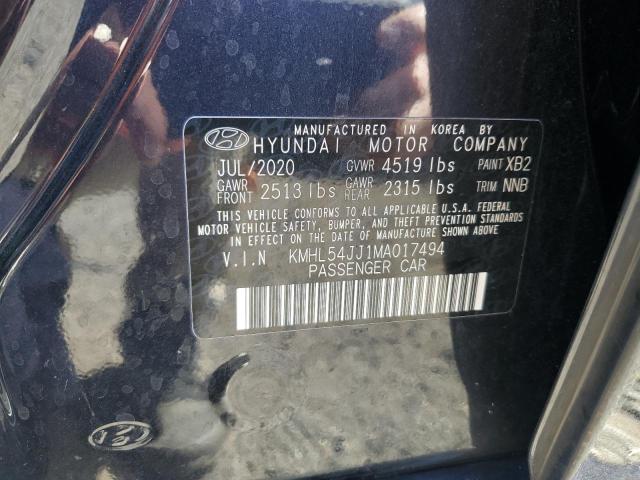 MANUFACTURED IN KOREA BY
HYUNDAI MOTOR COMPANY
JUL/2020 GVWR 4519 lbs PAINT XB2
GAWR FRONT 2513 lbs GAWR REAR 2315 lbs TRIM NNB
THIS VEHICLE CONFORMS TO ALL APPLICABLE U.S.A. FEDERAL
MOTOR VEHICLE SAFETY, BUMPER, AND THEFT PREVENTION STANDARDS
IN EFFECT ON THE DATE OF MANUFACTURE SHOWN ABOVE.
V.I.N KMHL54JJ1MA017494
PASSENGER CAR